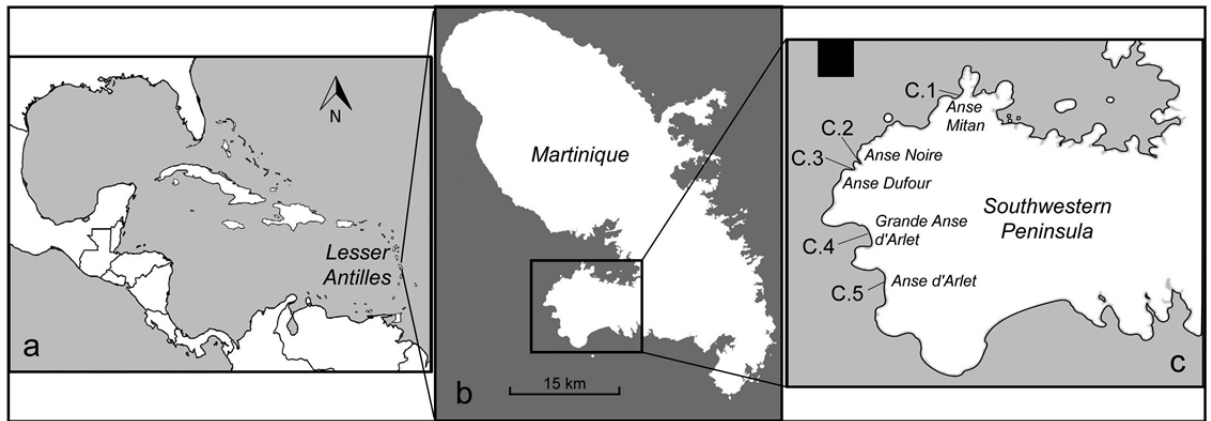 N
Lesser
Antilles
a
Martinique
15 km
b
C.1
Anse
Mitan
C.2
Anse Noire
C.3
Anse Dufour
Southwestern
Peninsula
Grande Anse
d'Arlet
C.4
Anse d'Arlet
C.5
c